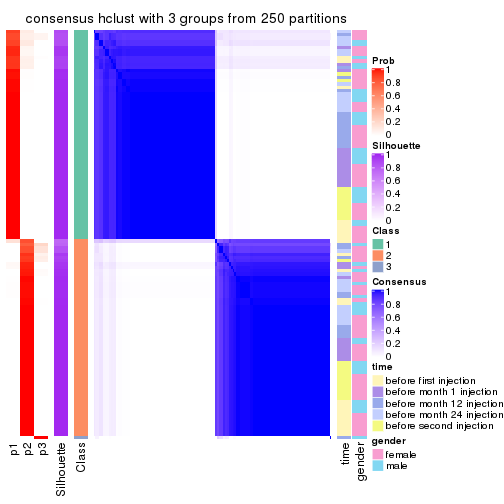 consensus hclust with 3 groups from 250 partitions
Prob
1
0.8
0.6
0.4
0.2
0
Silhouette
1
0.8
0.6
0.4
0.2
0
Class
1
2
3
Consensus
1
0.8
0.6
0.4
0.2
0
time
before first injection
before month 1 injection
before month 12 injection
before month 24 injection
before second injection
gender
female
male
p1
p2
p3
Silhouette
Class
time
gender